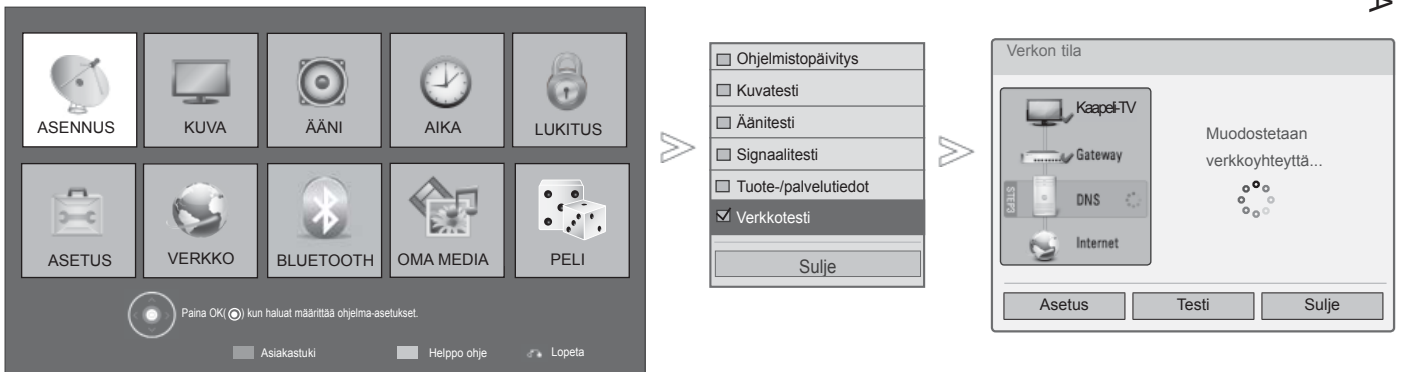 A
ASENNUS
KUVA
ÄÄNI
AIKA
LUKITUS
ASETUS
VERKKO
BLUETOOTH
OMA MEDIA
PELI
Paina OK( ) kun haluat määrittää ohjelma-asetukset.
Asiakastuki
Helppo ohje
Lopeta
Ohjelmistopäivitys
Kuvatesti
Äänitesti
Signaalitesti
Tuote-/palvelutiedot
Verkkotesti
Sulje
Verkon tila
Kaapeli-TV
Gateway
STEP3
DNS
Internet
Muodostetaan
verkkoyhteyttä...
Asetus
Testi
Sulje